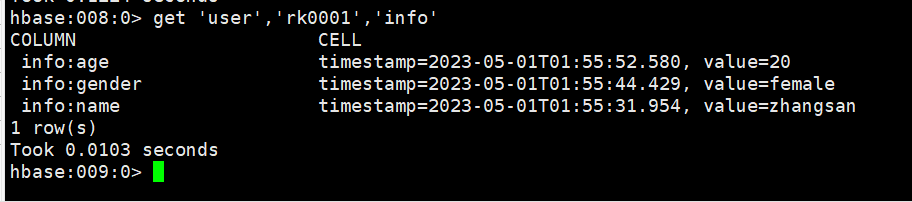 hbase:008:0> get 'user','rk0001','info'
COLUMN CELL
info:age timestamp=2023-05-01T01:55:52.580, value=20
info:gender timestamp=2023-05-01T01:55:44.429, value=female
info:name timestamp=2023-05-01T01:55:31.954, value=zhangsan
1 row(s)
Took 0.0103 seconds
hbase:009:0>